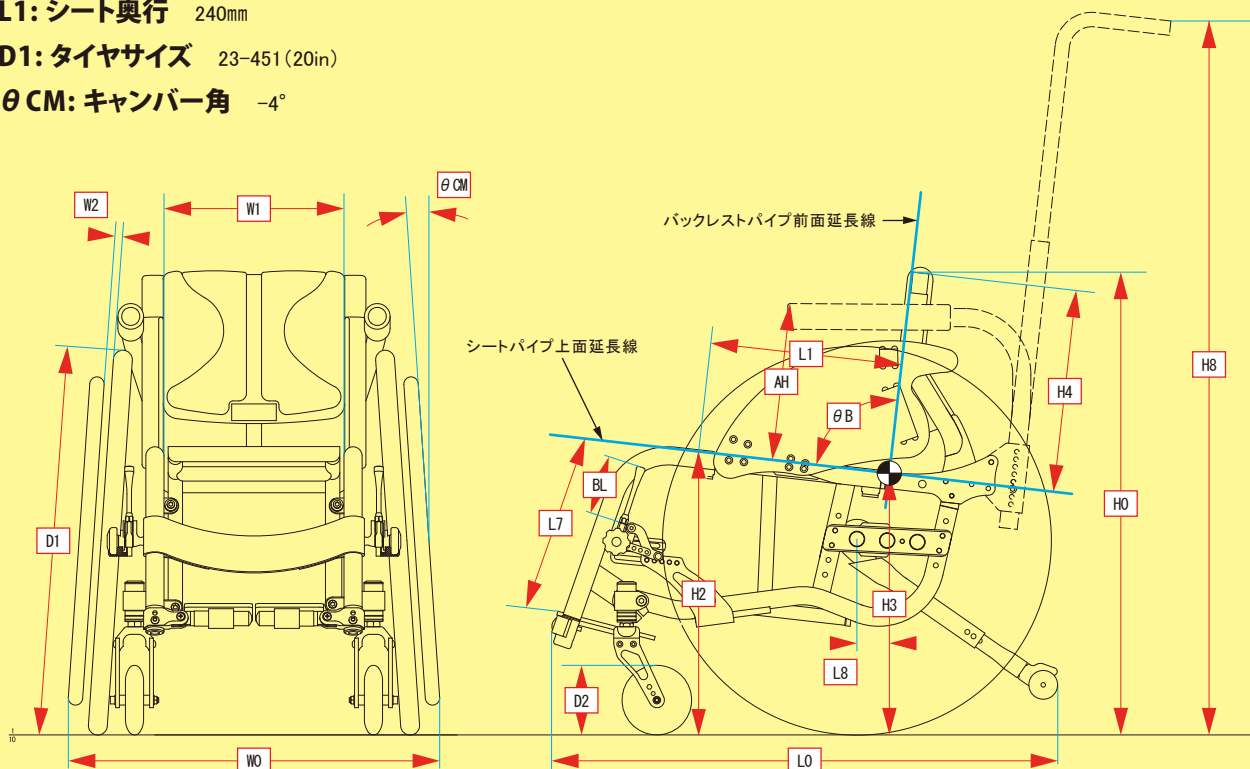 L1: シート奥行 240mm
D1: タイヤサイズ 23-451(20in)
θ CM: キャンバー角 -4°
θ CM
W2
W1
バックレストパイプ前面延長線
シートパイプ上面延長線
L1
AH
H4
H8
θ B
BL
L7
H0
D1
H2
H3
L8
D2
1/10
W0
L0